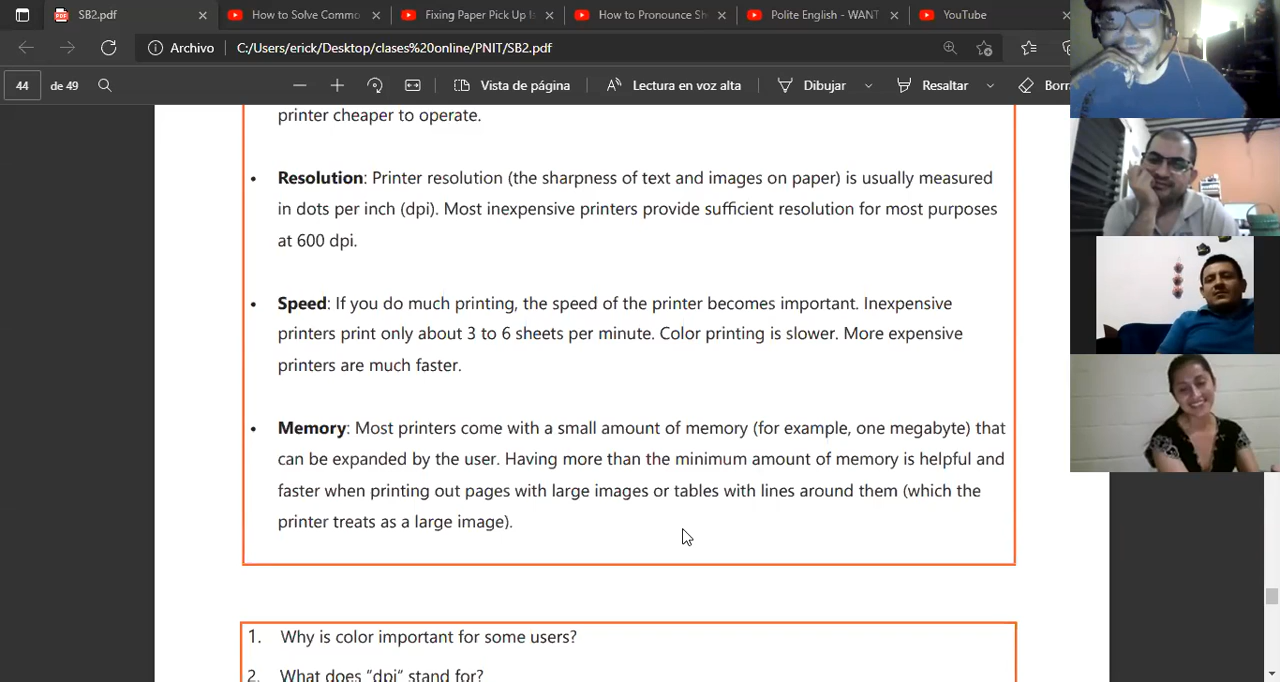 SB2.pdf
How to Solve Commo
Fixing Paper Pick Up Is
How to Pronounce Sh
Polite English - WANT
YouTube
Archivo
C:/Users/erick/Desktop/clases%20online/PNIT/SB2.pdf
44 de 49
Vista de página
Lectura en voz alta
Dibujar
Resaltar
Borra
printer cheaper to operate.
• Resolution: Printer resolution (the sharpness of text and images on paper) is usually measured
in dots per inch (dpi). Most inexpensive printers provide sufficient resolution for most purposes
at 600 dpi.
• Speed: If you do much printing, the speed of the printer becomes important. Inexpensive
printers print only about 3 to 6 sheets per minute. Color printing is slower. More expensive
printers are much faster.
• Memory: Most printers come with a small amount of memory (for example, one megabyte) that
can be expanded by the user. Having more than the minimum amount of memory is helpful and
faster when printing out pages with large images or tables with lines around them (which the
printer treats as a large image).
1. Why is color important for some users?
2. What does “dpi” stand for?